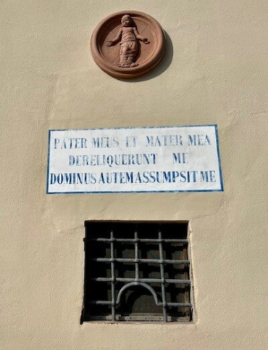 PATER MEUS ET MATER MEA
DERELIQUERUNT ME
DOMINUS AUTEM ASSUMPSIT ME